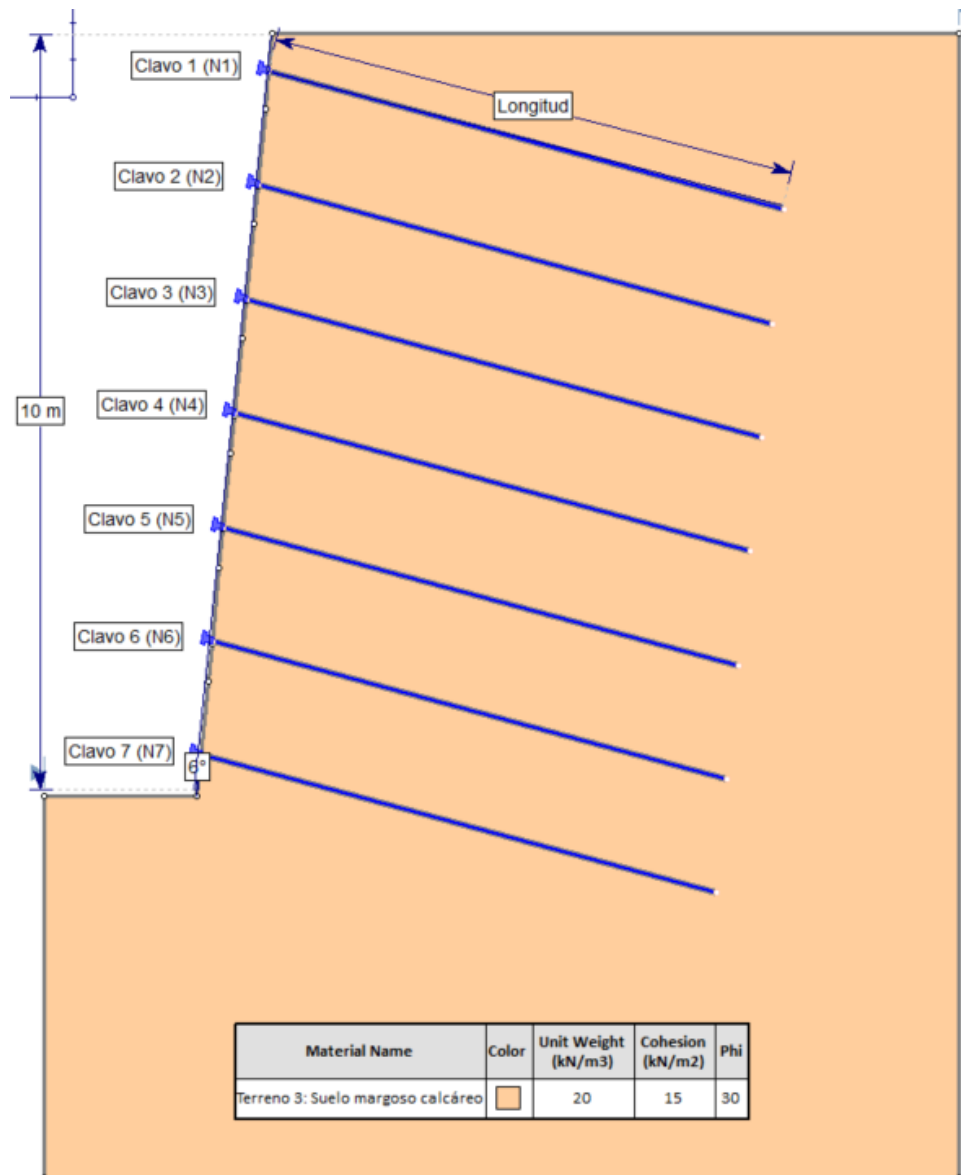 Clavo 1 (N1)
Longitud
Clavo 2 (N2)
Clavo 3 (N3)
10 m
Clavo 4 (N4)
Clavo 5 (N5)
Clavo 6 (N6)
Clavo 7 (N7)
6°
Material Name Color Unit Weight (kN/m3) Cohesion (kN/m2) Phi
Terreno 3: Suelo margoso calcáreo 20 15 30